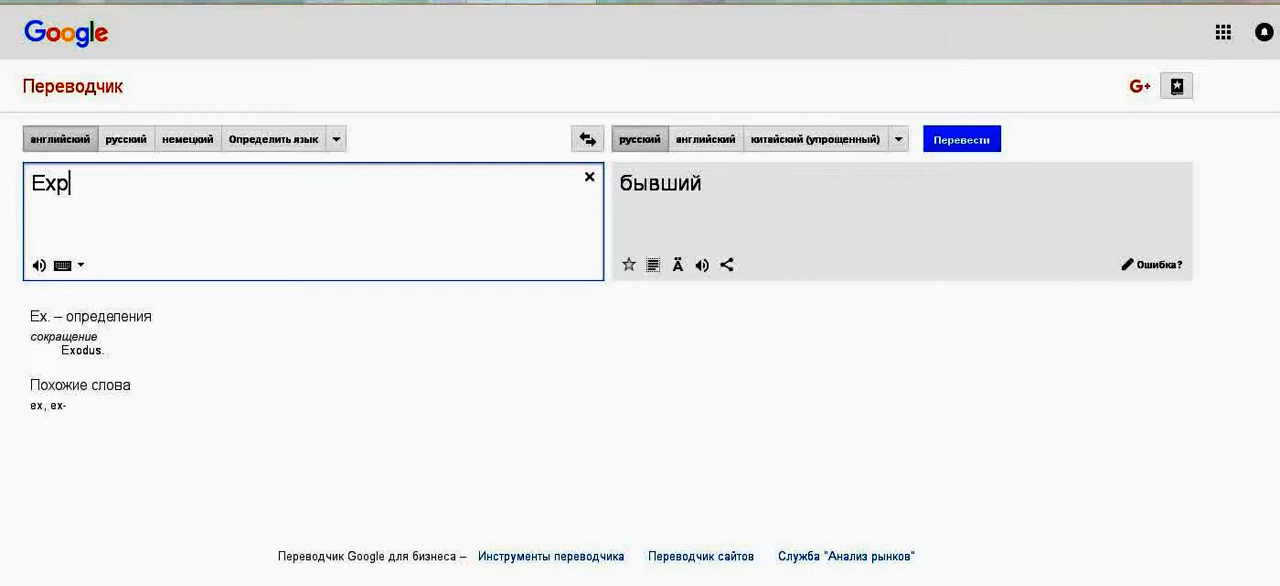 Google
Переводчик
G+
английский русский немецкий Определить язык русский английский китайский (упрощенный) Перевести
Exp бывший
Ä Ошибка?
Ex. – определения
сокращение
Exodus.
Похожие слова
ex, ex-
Переводчик Google для бизнеса – Инструменты переводчика Переводчик сайтов Служба "Анализ рынков"